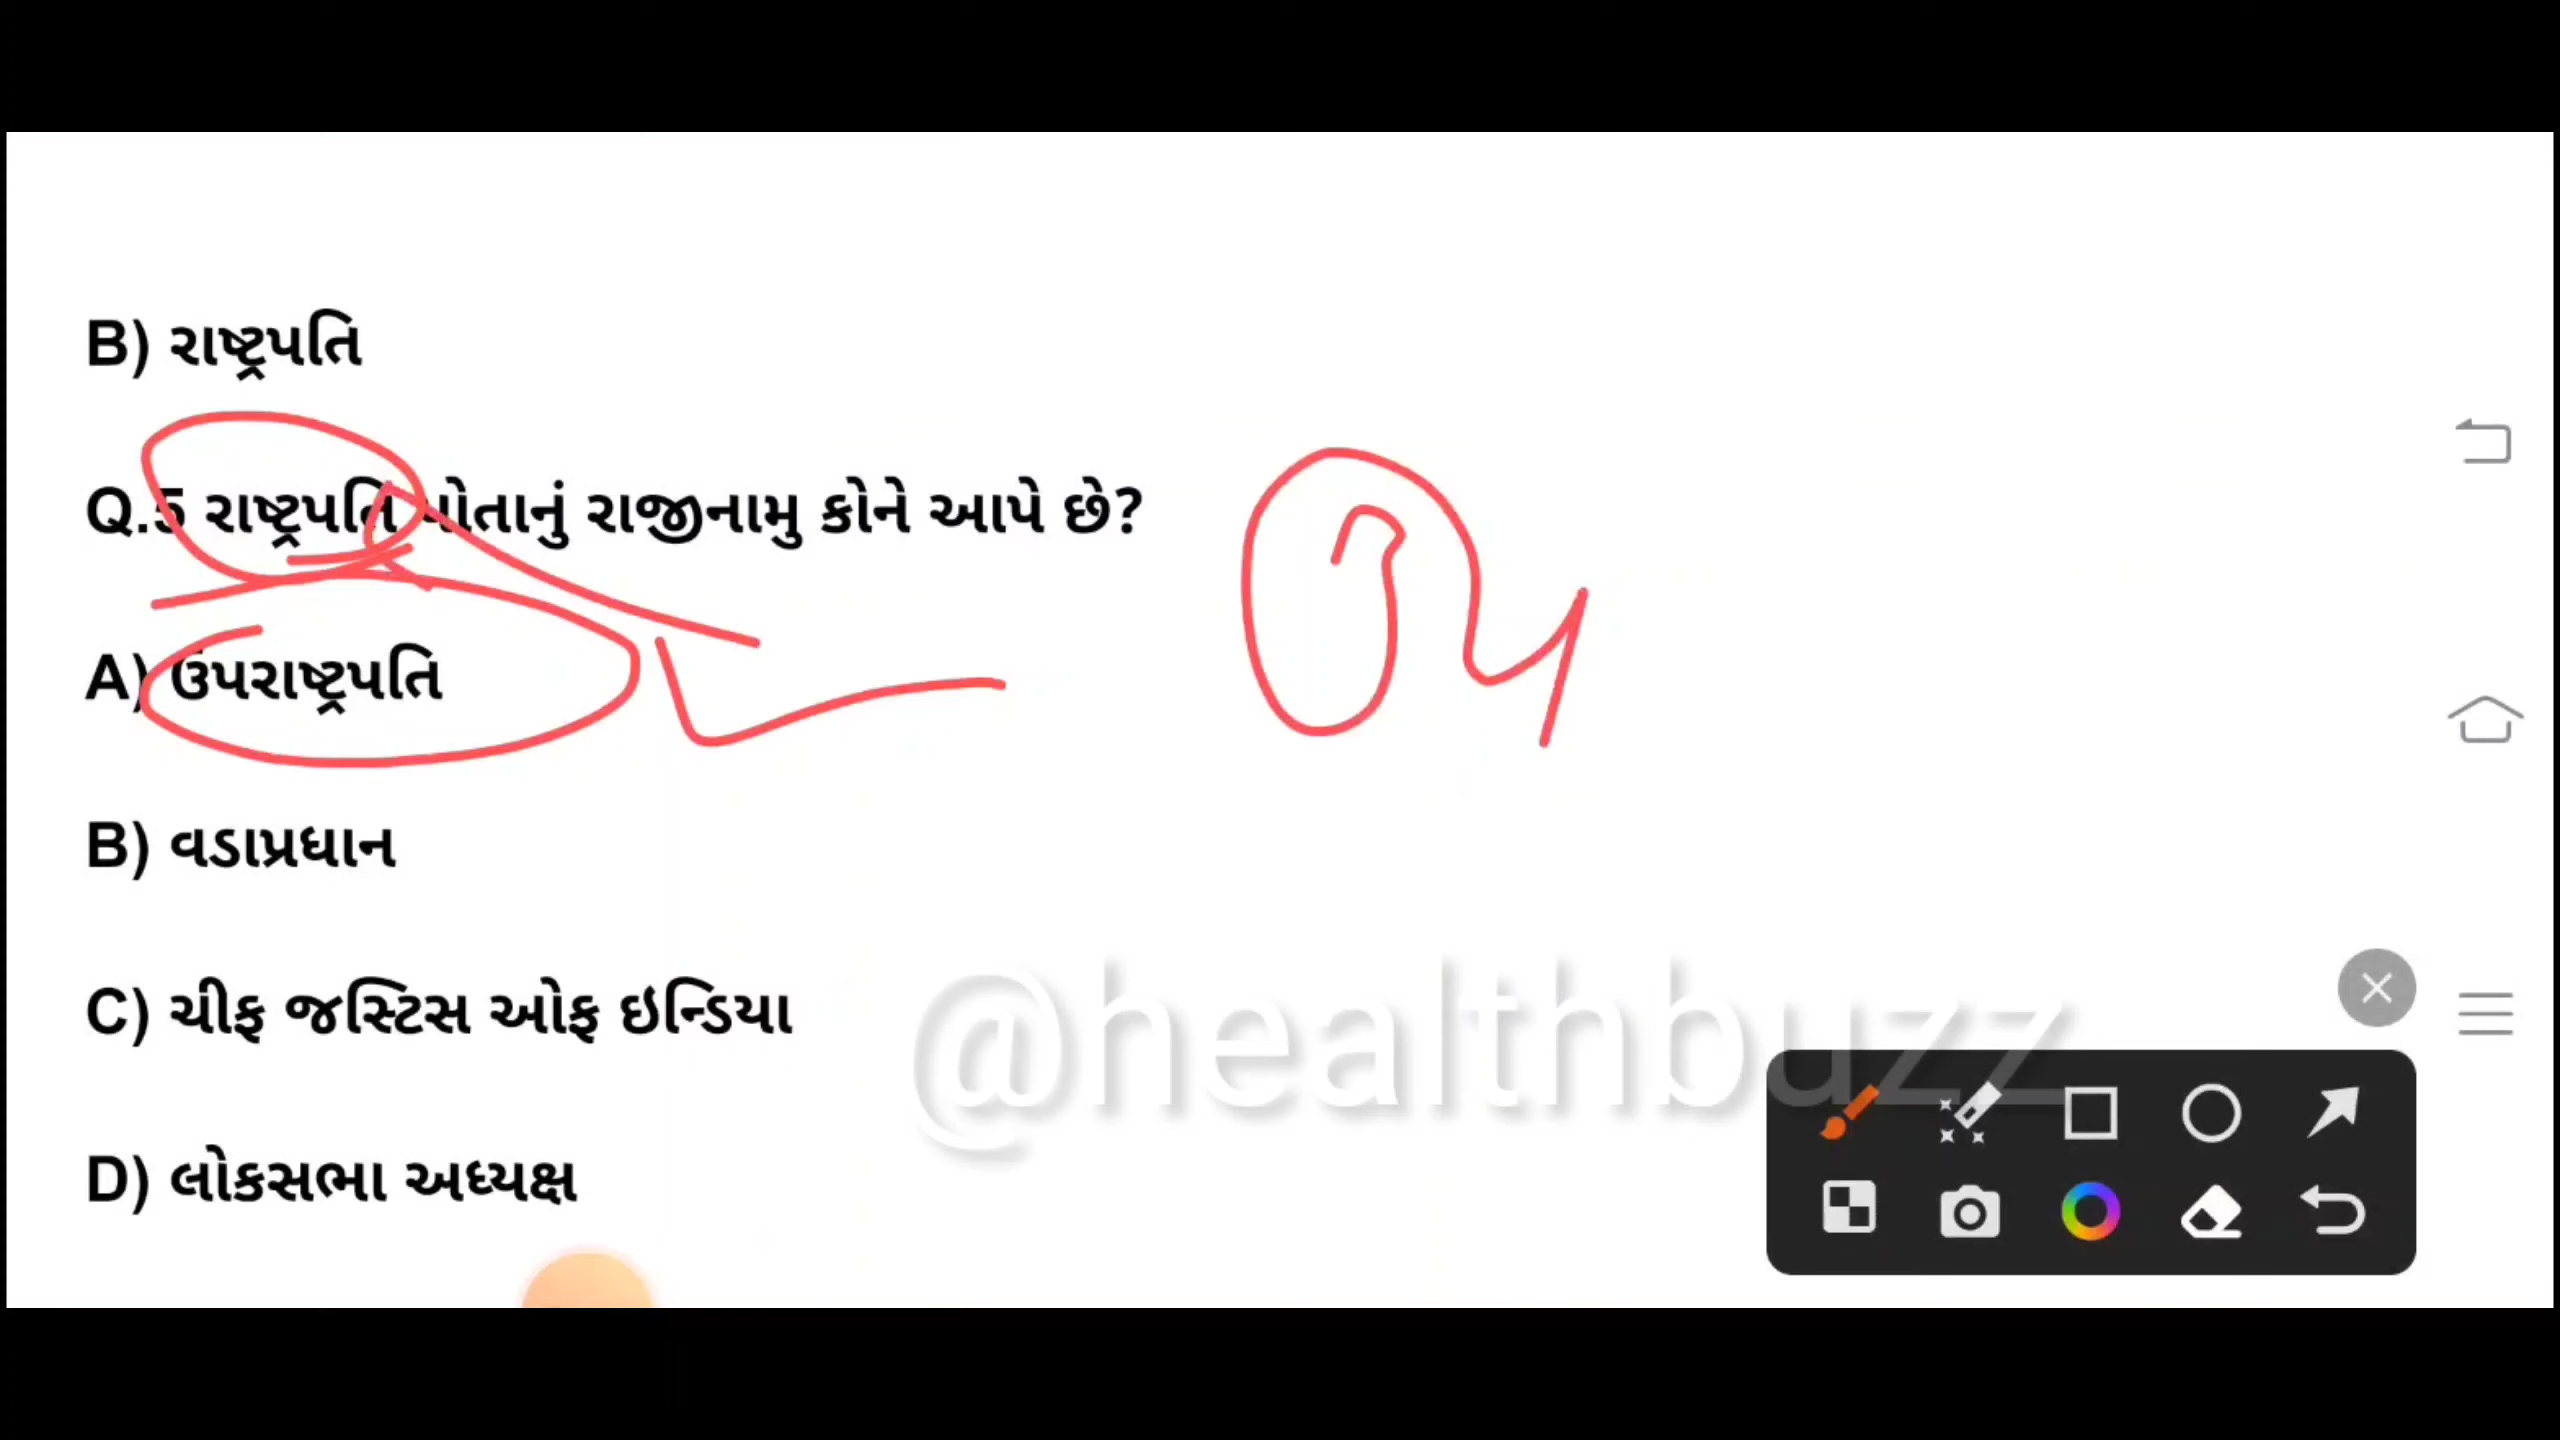 B) રાષ્ટ્રપતિ
Q.5 રાષ્ટ્રપતિ પોતાનું રાજીનામુ કોને આપે છે?
A) ઉપરાષ્ટ્રપતિ
B) વડાપ્રધાન
C) ચીફ જસ્ટિસ ઓફ ઇન્ડિયા
@healthbuzz
D) લોકસભા અધ્યક્ષ